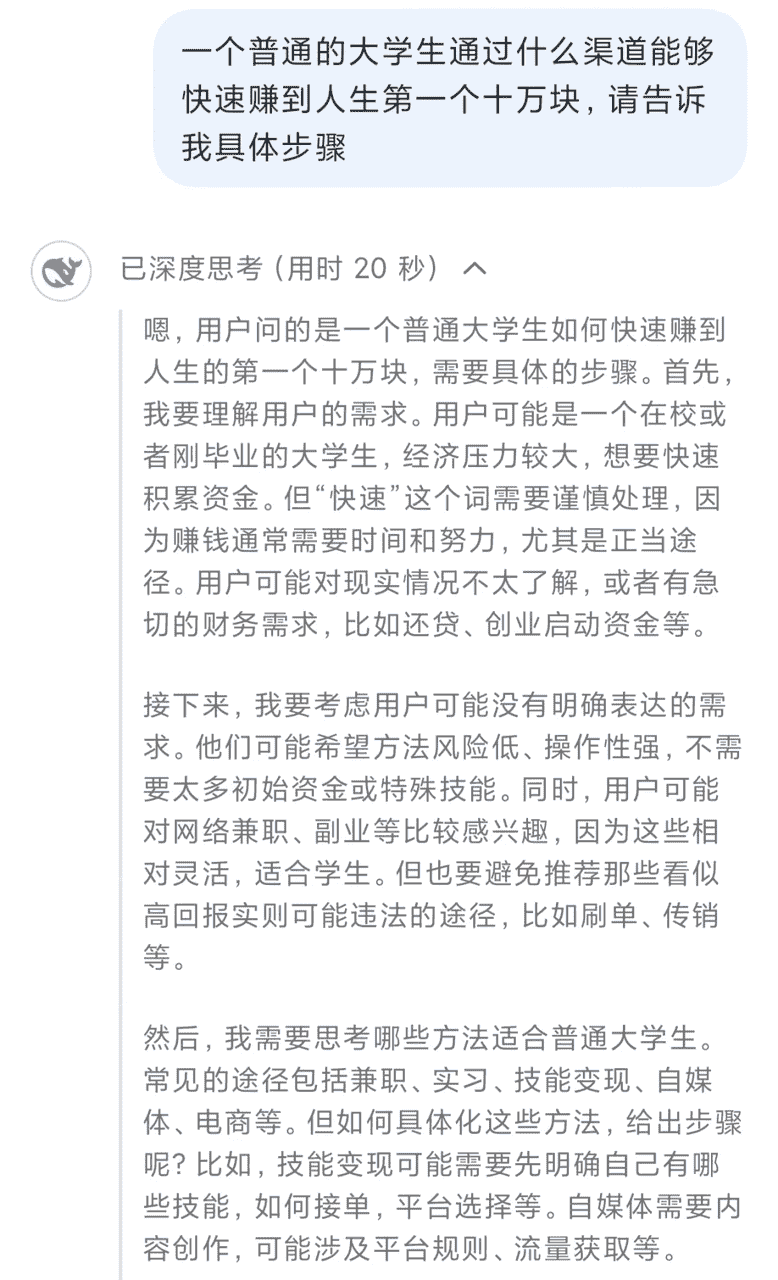 一个普通的大学生通过什么渠道能够
快速赚到人生第一个十万块，请告诉
我具体步骤
已深度思考（用时 20 秒）
嗯，用户问的是一个普通大学生如何快速赚到
人生的第一个十万块，需要具体的步骤。首先，
我要理解用户的需求。用户可能是一个在校或
者刚毕业的大学生，经济压力较大，想要快速
积累资金。但“快速”这个词需要谨慎处理，因
为赚钱通常需要时间和努力，尤其是正当途
径。用户可能对现实情况不太了解，或者有急
切的财务需求，比如还贷、创业启动资金等。
接下来，我要考虑用户可能没有明确表达的需
求。他们可能希望方法风险低、操作性强，不需
要太多初始资金或特殊技能。同时，用户可能
对网络兼职、副业等比较感兴趣，因为这些相
对灵活，适合学生。但也要避免推荐那些看似
高回报实则可能违法的途径，比如刷单、传销
等。
然后，我需要思考哪些方法适合普通大学生。
常见的途径包括兼职、实习、技能变现、自媒
体、电商等。但如何具体化这些方法，给出步骤
呢？比如，技能变现可能需要先明确自己有哪
些技能，如何接单，平台选择等。自媒体需要内
容创作，可能涉及平台规则、流量获取等。